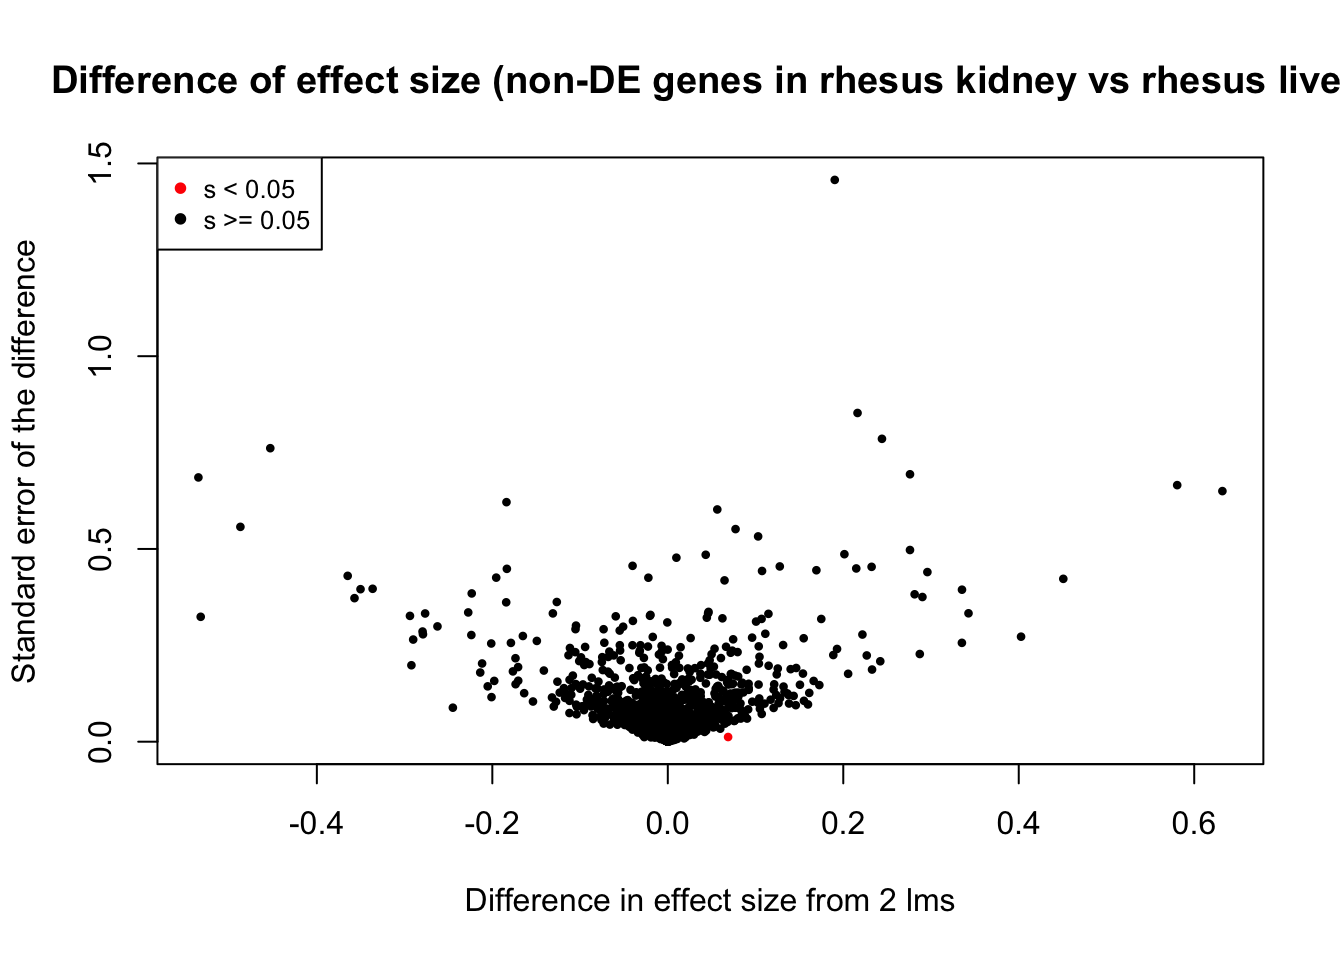 Difference of effect size (non-DE genes in rhesus kidney vs rhesus live
s < 0.05
s >= 0.05
Standard error of the difference
1.5
1.0
0.5
0.0
-0.4 -0.2 0.0 0.2 0.4 0.6
Difference in effect size from 2 lms